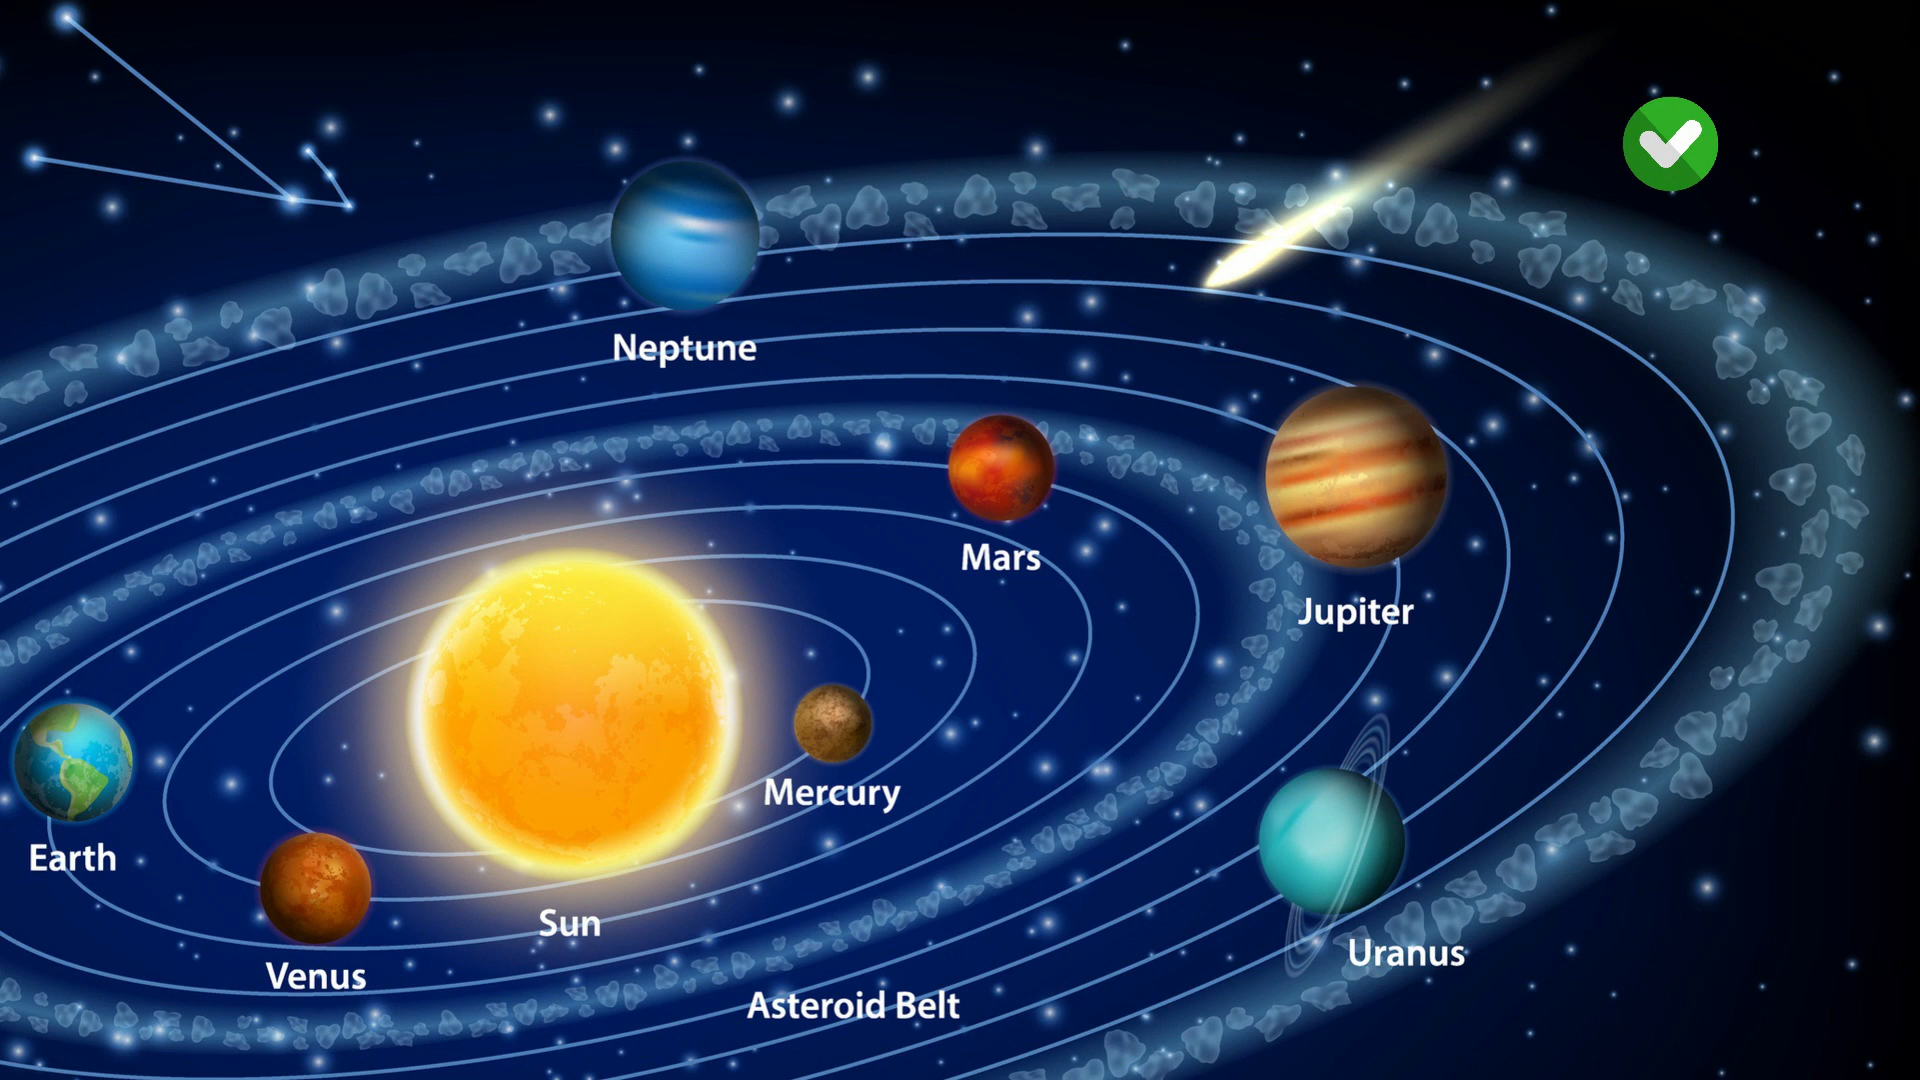 Neptune
Mars
Jupiter
Mercury
Earth
Sun
Uranus
Venus
Asteroid Belt